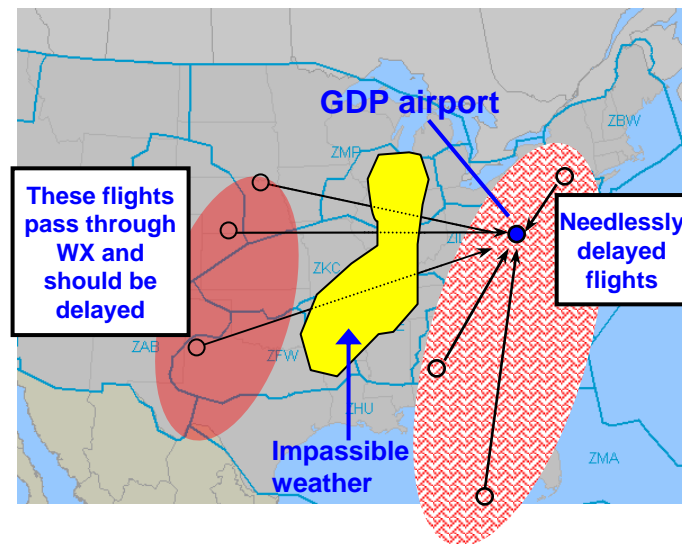 GDP airport
ZBW
ZMP
These flights
pass through
WX and
should be
delayed
Needlessly
delayed
flights
ZKC
ZAB
ZFW
ZHU
Impassible
weather
ZMA